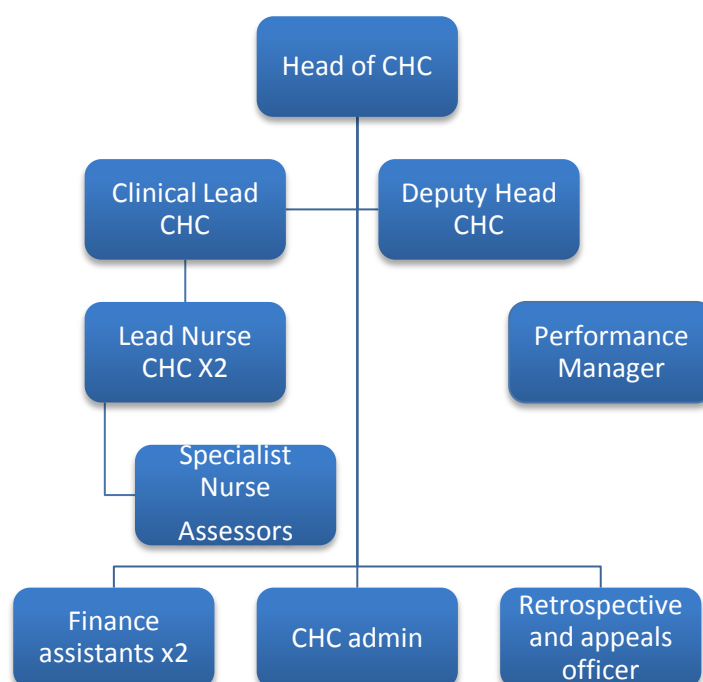 Head of CHC
Clinical Lead
CHC
Deputy Head
CHC
Lead Nurse
CHC X2
Performance
Manager
Specialist
Nurse
Assessors
Finance
assistants x2
CHC admin
Retrospective
and appeals
officer